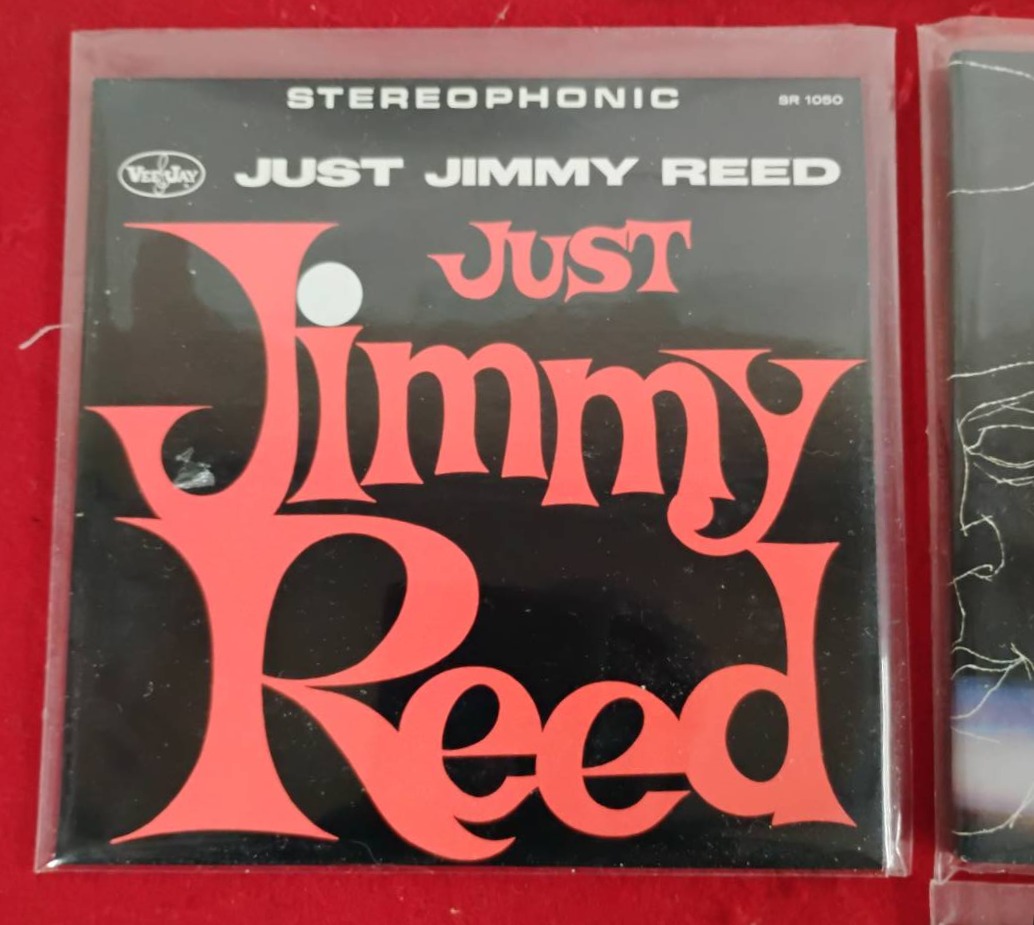 STEREOPHONIC
SR 1050
VEE JAY
JUST JIMMY REED
JUST
Jimmy
Reed